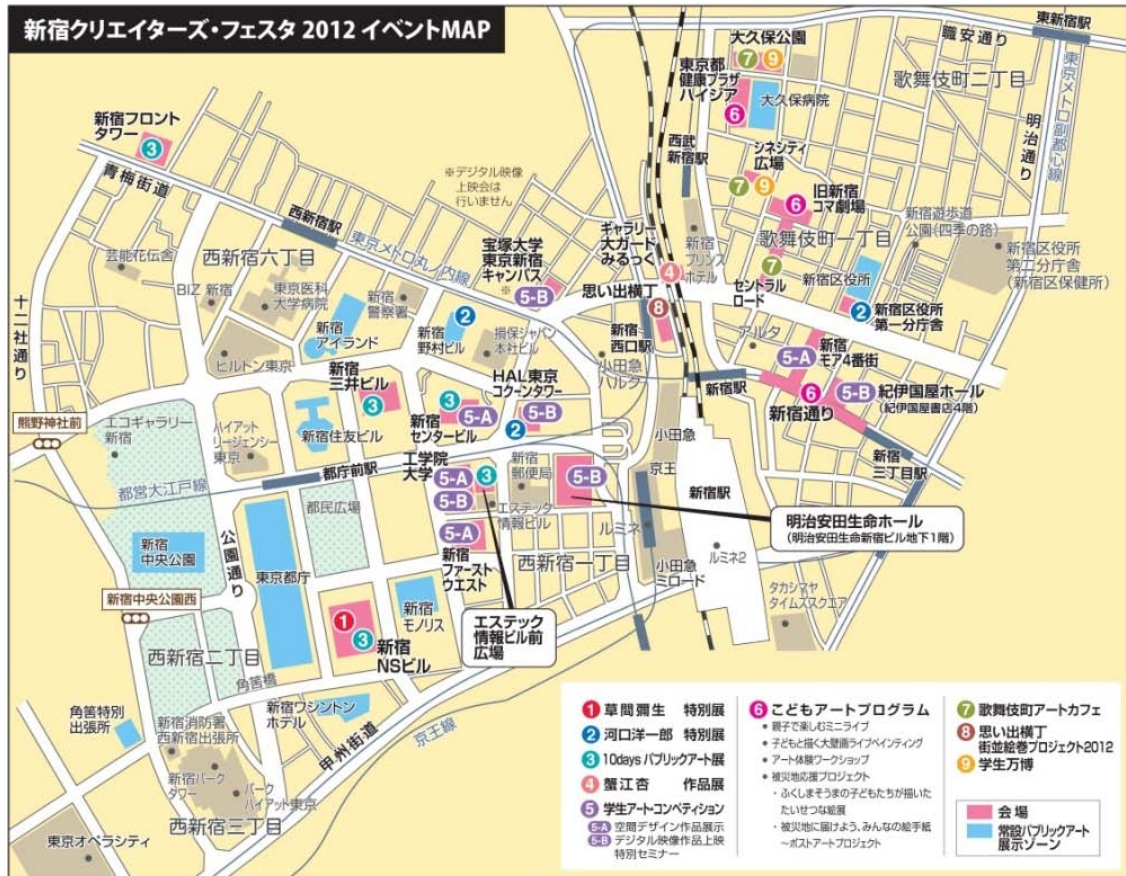 新宿クリエイターズ・フェスタ 2012 イベントMAP
東新宿駅
職安通り
大久保公園
7
9
東京都
健康プラザ
ハイジア
6
大久保病院
歌舞伎町二丁目
東京メトロ副都心線
明治通り
新宿フロント
タワー
3
青梅街道
西武
新宿駅
シネシティ
広場
7
9
6
旧新宿
コマ劇場
※デジタル映像
上映会は
行いません
西新宿駅
東京メトロ丸ノ内線
宝塚大学
東京新宿
キャンパス
※
5-B
ギャラリー
大ガード
みるっく
4
新宿
プリンス
ホテル
歌舞伎町一丁目
新宿遊歩道
公園(四季の路)
新宿区役所
第二分庁舎
(新宿区保健所)
7
セントラル
ロード
新宿区役所
2
新宿区役所
第一分庁舎
芸能花伝舎
西新宿六丁目
BIZ 新宿
東京医科
大学病院
新宿
警察署
思い出横丁
8
十二社通り
新宿
アイランド
2
新宿
野村ビル
損保ジャパン
本社ビル
新宿
西口駅
アルタ
新宿
モア4番街
5-A
ヒルトン東京
小田急
ハルク
新宿駅
6
新宿通り
5-B
紀伊国屋ホール
(紀伊国屋書店4階)
新宿
三井ビル
3
HAL東京
コクーンタワー
5-B
2
3
5-A
新宿
センタービル
熊野神社前
エコギャラリー
新宿
ハイアット
リージェンシー
東京
新宿住友ビル
小田急
新宿
三丁目駅
都庁前駅
都営大江戸線
工学院
大学
5-A
5-B
3
新宿
郵便局
5-B
京王
新宿駅
都民広場
エステック
情報ビル
ルミネ
明治安田生命ホール
(明治安田生命新宿ビル地下1階)
新宿
中央公園
公園通り
東京都庁
5-A
新宿
ファースト
ウエスト
西新宿一丁目
小田急
ミロード
ルミネ2
新宿中央公園西
新宿
モノリス
タカシマヤ
タイムズスクエア
1
3
新宿
NSビル
エステック
情報ビル前
広場
西新宿二丁目
角筈橋
角筈特別
出張所
新宿消防署
西新宿出張所
新宿ワシントン
ホテル
甲州街道
京王線
新宿パーク
タワー
パーク
ハイアット東京
西新宿三丁目
東京オペラシティ
1 草間彌生 特別展
2 河口洋一郎 特別展
3 10days パブリックアート展
4 蟹江杏 作品展
5 学生アートコンペティション
5-A 空間デザイン作品展示
5-B デジタル映像作品上映
特別セミナー
6 こどもアートプログラム
● 親子で楽しむミニライブ
● 子どもと描く大壁画ライブペインティング
● アート体験ワークショップ
● 被災地応援プロジェクト
・ふくしまそうまの子どもたちが描いた
たいせつな絵展
・被災地に届けよう、みんなの絵手紙
～ポストアートプロジェクト
7 歌舞伎町アートカフェ
8 思い出横丁
街並絵巻プロジェクト2012
9 学生万博
会場
常設パブリックアート
展示ゾーン